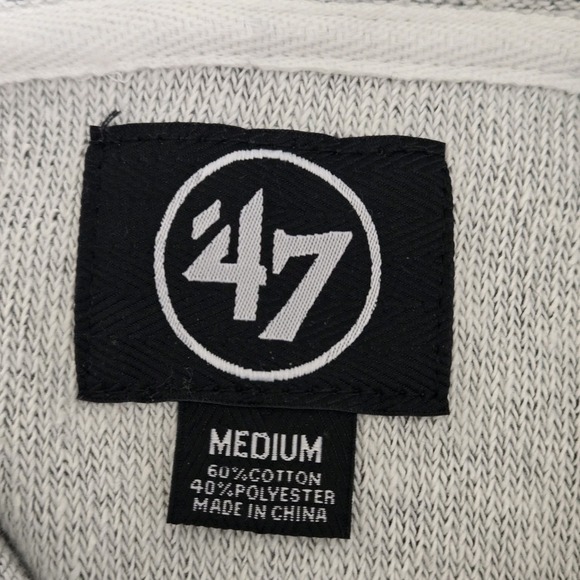 '47
MEDIUM
60%COTTON
40%POLYESTER
MADE IN CHINA